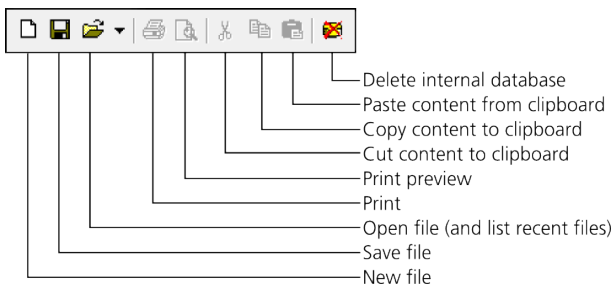 Delete internal database
Paste content from clipboard
Copy content to clipboard
Cut content to clipboard
Print preview
Print
Open file (and list recent files)
Save file
New file